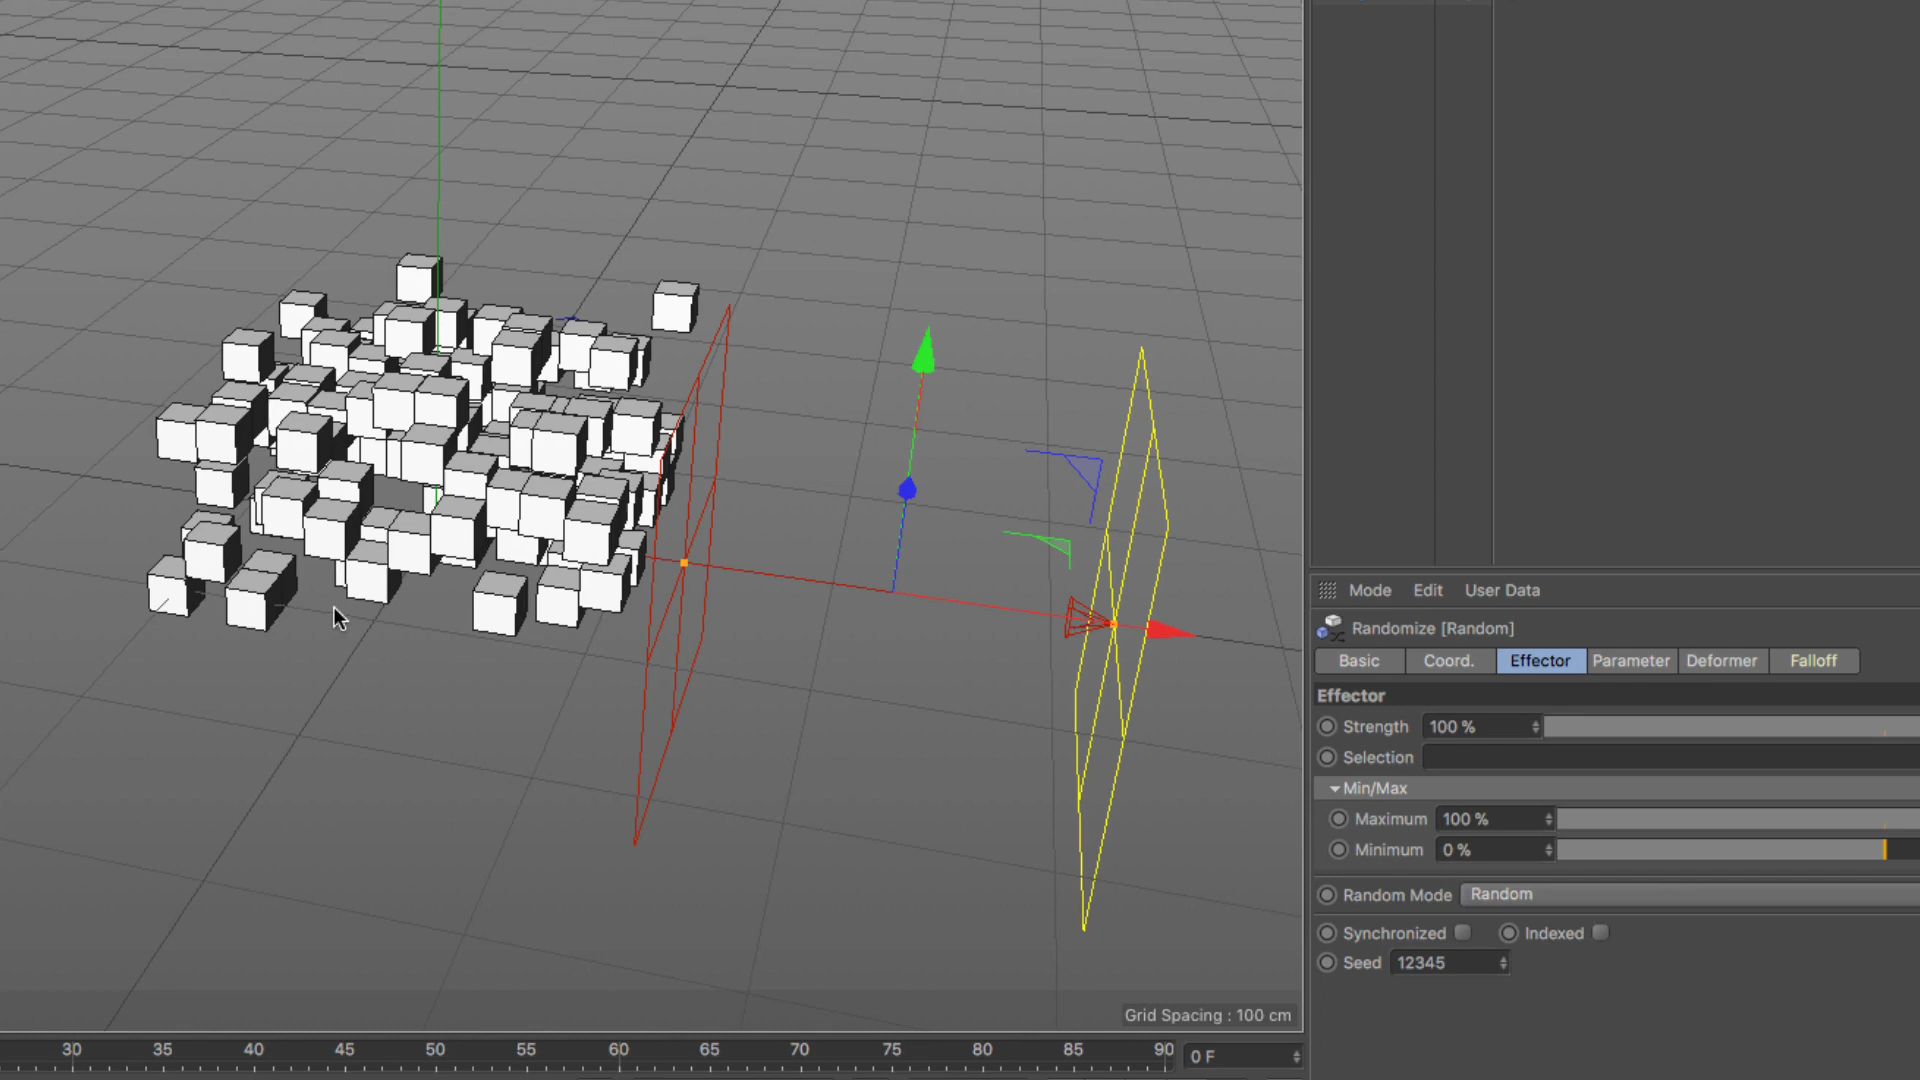 Mode Edit User Data
Randomize [Random]
Basic Coord. Effector Parameter Deformer Falloff
Effector
Strength 100 %
Selection
Min/Max
Maximum 100 %
Minimum 0 %
Random Mode Random
Synchronized Indexed
Seed 12345
Grid Spacing : 100 cm
30 35 40 45 50 55 60 65 70 75 80 85 90 0 F